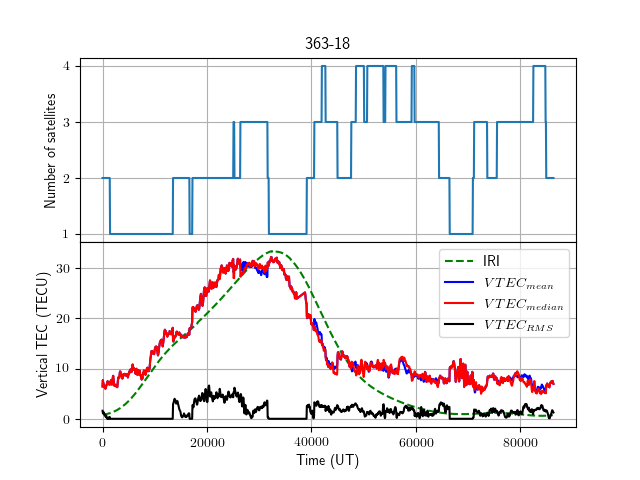 363-18
4
3
2
1
Number of satellites
30
20
10
0
Vertical TEC (TECU)
IRI
VTEC_mean
VTEC_median
VTEC_RMS
0 20000 40000 60000 80000
Time (UT)